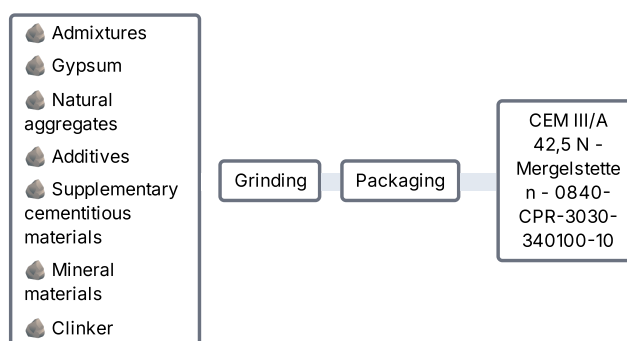 Admixtures
Gypsum
Natural
aggregates
Additives
Supplementary
cementitious
materials
Mineral
materials
Clinker
Grinding
Packaging
CEM III/A
42,5 N -
Mergelstette
n - 0840-
CPR-3030-
340100-10